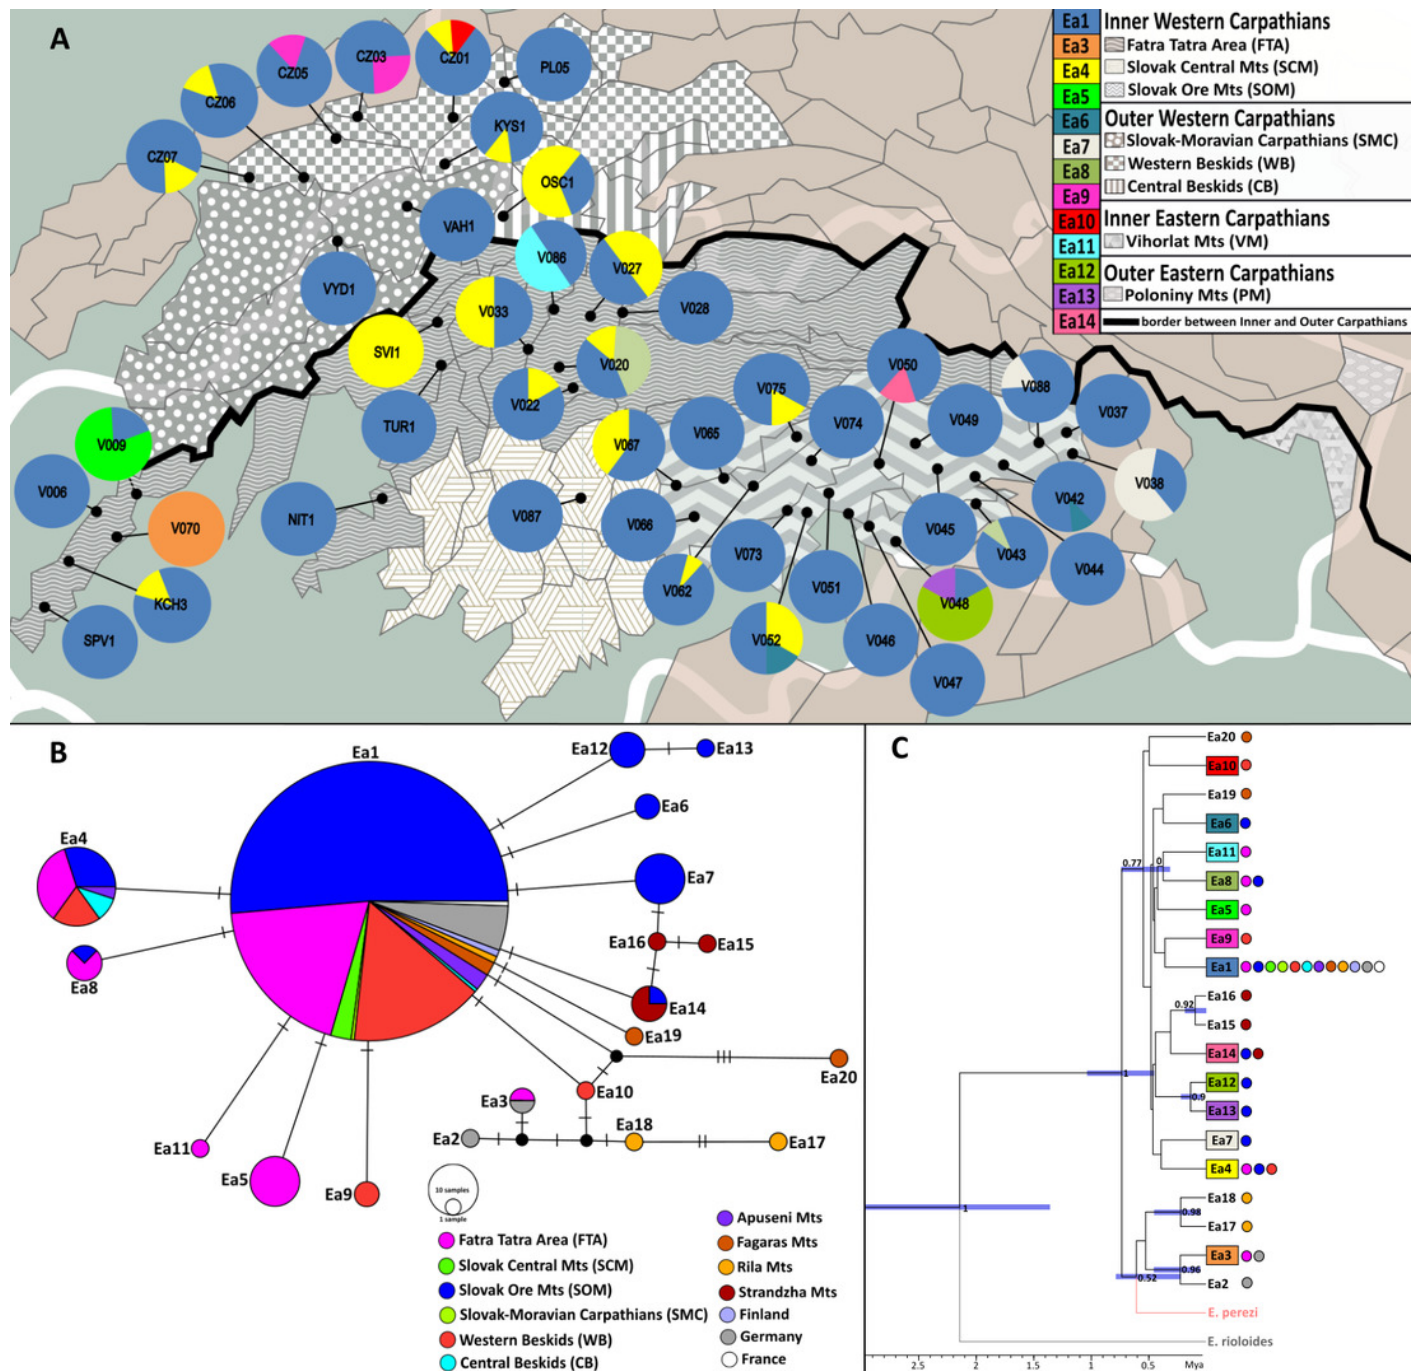 A
CZ05
CZ03
CZ01
PL05
CZ06
KYS1
CZ07
OSC1
VAH1
V086
V027
VYD1
V033
V028
SVI1
V020
V050
V088
V075
V022
V049
V037
TUR1
V074
V009
V067
V065
V038
V006
V042
NIT1
V087
V066
V045
V070
V043
V073
V044
V051
V062
KCH3
V048
SPV1
V052
V046
V047
Ea1
Ea3
Ea4
Ea5
Ea6
Ea7
Ea8
Ea9
Ea10
Ea11
Ea12
Ea13
Ea14
Inner Western Carpathians
Fatra Tatra Area (FTA)
Slovak Central Mts (SCM)
Slovak Ore Mts (SOM)
Outer Western Carpathians
Slovak-Moravian Carpathians (SMC)
Western Beskids (WB)
Central Beskids (CB)
Inner Eastern Carpathians
Vihorlat Mts (VM)
Outer Eastern Carpathians
Poloniny Mts (PM)
border between Inner and Outer Carpathians
B
Ea1
Ea12
Ea13
Ea6
Ea4
Ea7
Ea16
Ea15
Ea8
Ea14
Ea19
Ea20
Ea10
Ea3
Ea2
Ea18
Ea17
Ea11
Ea5
Ea9
10 samples
1 sample
Fatra Tatra Area (FTA)
Slovak Central Mts (SCM)
Slovak Ore Mts (SOM)
Slovak-Moravian Carpathians (SMC)
Western Beskids (WB)
Central Beskids (CB)
Apuseni Mts
Fagaras Mts
Rila Mts
Strandzha Mts
Finland
Germany
France
C
Ea20
Ea10
Ea19
Ea6
Ea11
0.77
0
Ea8
Ea5
Ea9
Ea1
Ea16
0.92
Ea15
Ea14
1
Ea12
0.9
Ea13
Ea7
Ea4
Ea18
1
0.98
Ea17
Ea3
0.96
0.52
Ea2
E. perezi
E. rioloides
2.5 2 1.5 1 0.5 Mya